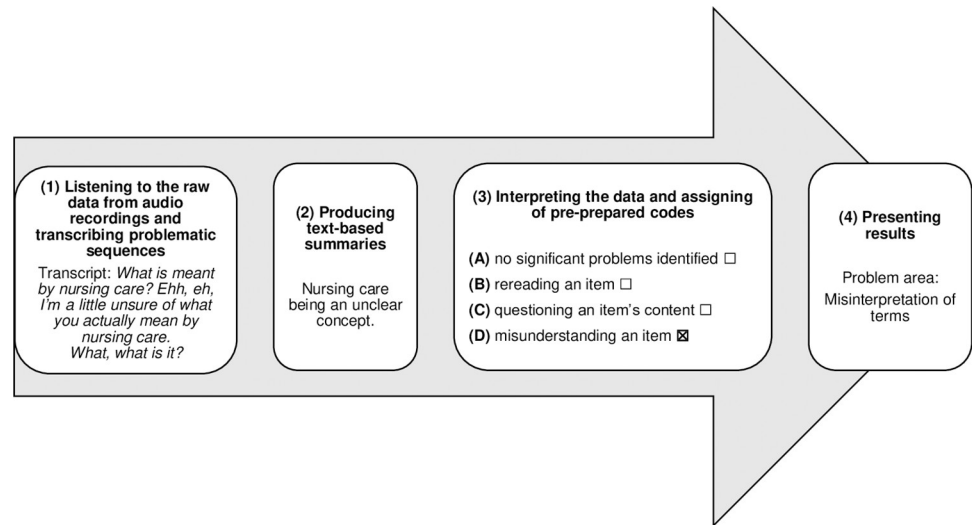 (1) Listening to the raw
data from audio
recordings and
transcribing problematic
sequences
Transcript: What is meant
by nursing care? Ehh, eh,
I'm a little unsure of what
you actually mean by
nursing care.
What, what is it?
(2) Producing
text-based
summaries
Nursing care
being an unclear
concept.
(3) Interpreting the data and assigning
of pre-prepared codes
(A) no significant problems identified ☐
(B) rereading an item ☐
(C) questioning an item's content ☐
(D) misunderstanding an item ☒
(4) Presenting
results
Problem area:
Misinterpretation of
terms